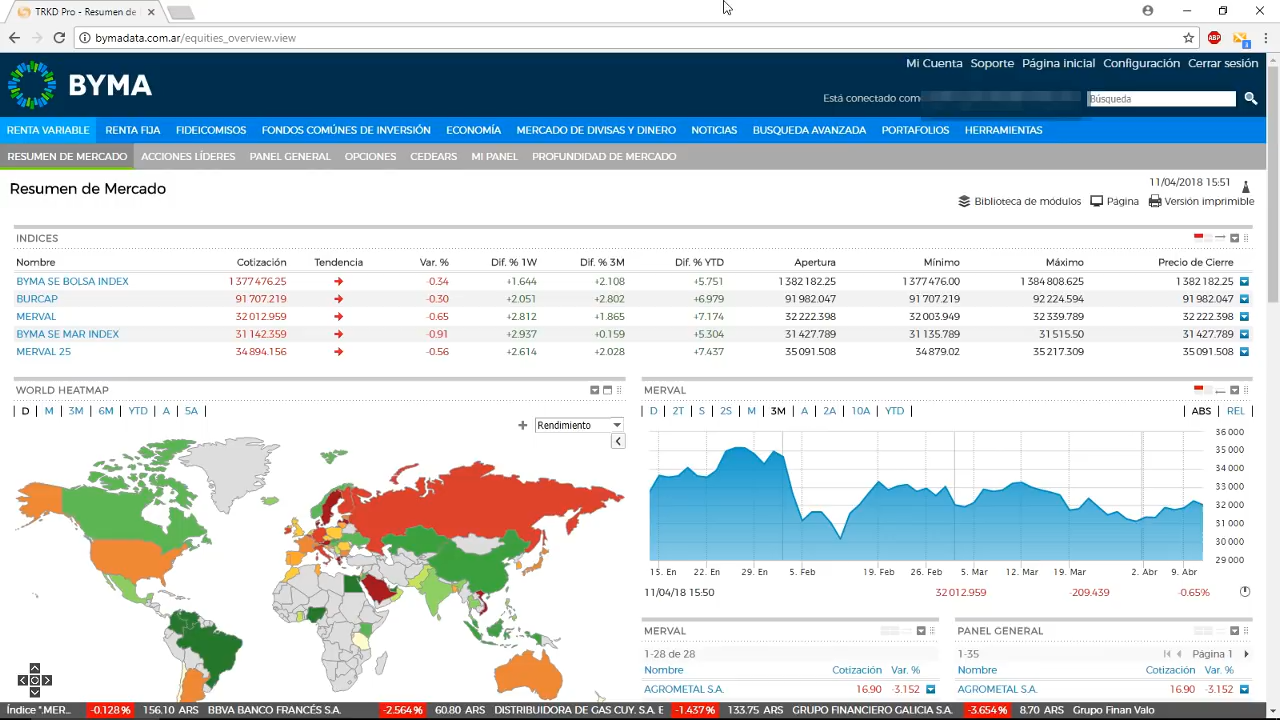 TRKD Pro - Resumen de
bymadata.com.ar/equities_overview.view
ABP
3
Mi Cuenta Soporte Página inicial Configuración Cerrar sesión
BYMA
Está conectado com
Búsqueda
RENTA VARIABLE RENTA FIJA FIDEICOMISOS FONDOS COMÚNES DE INVERSIÓN ECONOMÍA MERCADO DE DIVISAS Y DINERO NOTICIAS BUSQUEDA AVANZADA PORTAFOLIOS HERRAMIENTAS
RESUMEN DE MERCADO ACCIONES LÍDERES PANEL GENERAL OPCIONES CEDEARS MI PANEL PROFUNDIDAD DE MERCADO
Resumen de Mercado
11/04/2018 15:51
Biblioteca de módulos Página Versión imprimible
INDICES
Nombre Cotización Tendencia Var. % Dif. % 1W Dif. % 3M Dif. % YTD Apertura Mínimo Máximo Precio de Cierre
BYMA SE BOLSA INDEX 1 377 476.25 -0.34 +1.644 +2.108 +5.751 1 382 182.25 1 377 476.00 1 384 808.625 1 382 182.25
BURCAP 91 707.219 -0.30 +2.051 +2.802 +6.979 91 982.047 91 707.219 92 224.594 91 982.047
MERVAL 32 012.959 -0.65 +2.812 +1.865 +7.174 32 222.398 32 003.949 32 339.789 32 222.398
BYMA SE MAR INDEX 31 142.359 -0.91 +2.937 +0.159 +5.304 31 427.789 31 135.789 31 515.50 31 427.789
MERVAL 25 34 894.156 -0.56 +2.614 +2.028 +7.437 35 091.508 34 879.02 35 217.309 35 091.508
WORLD HEATMAP
D M 3M 6M YTD A 5A
Rendimiento
MERVAL
D 2T S 2S M 3M A 2A 10A YTD ABS REL
36 000
35 000
34 000
33 000
32 000
31 000
30 000
29 000
15. En 22. En 29. En 5. Feb 19. Feb 26. Feb 5. Mar 12. Mar 19. Mar 2. Abr 9. Abr
11/04/18 15:50 32 012.959 -209.439 -0.65%
MERVAL
1-28 de 28
Nombre Cotización Var. %
AGROMETAL S.A. 16.90 -3.152
PANEL GENERAL
1-35 Página 1
Nombre Cotización Var. %
AGROMETAL S.A. 16.90 -3.152
Índice ".MER... -0.128 % 156.10 ARS BBVA BANCO FRANCÉS S.A. -2.564 % 60.80 ARS DISTRIBUIDORA DE GAS CUY. S.A. E -1.437 % 133.75 ARS GRUPO FINANCIERO GALICIA S.A. -3.654 % 8.70 ARS Grupo Finan Valo